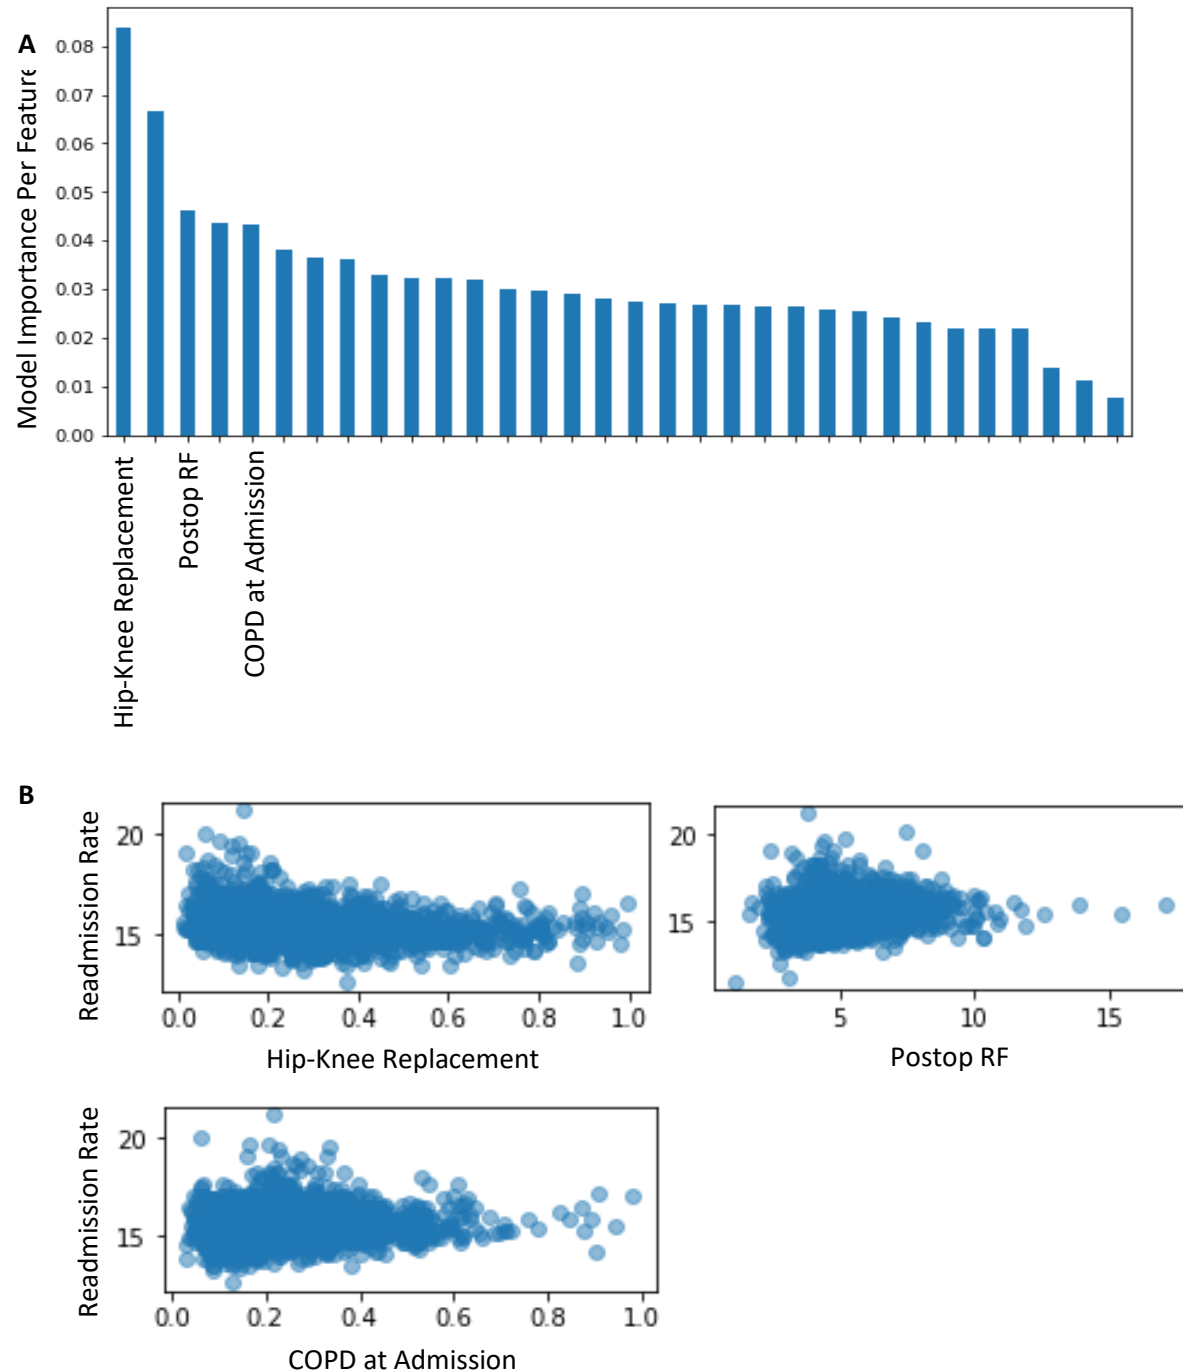 A
Model Importance Per Feature
0.08
0.07
0.06
0.05
0.04
0.03
0.02
0.01
0.00
Hip-Knee Replacement
Postop RF
COPD at Admission
B
Readmission Rate
20
15
0.0 0.2 0.4 0.6 0.8 1.0
Hip-Knee Replacement
20
15
5 10 15
Postop RF
Readmission Rate
20
15
0.0 0.2 0.4 0.6 0.8 1.0
COPD at Admission